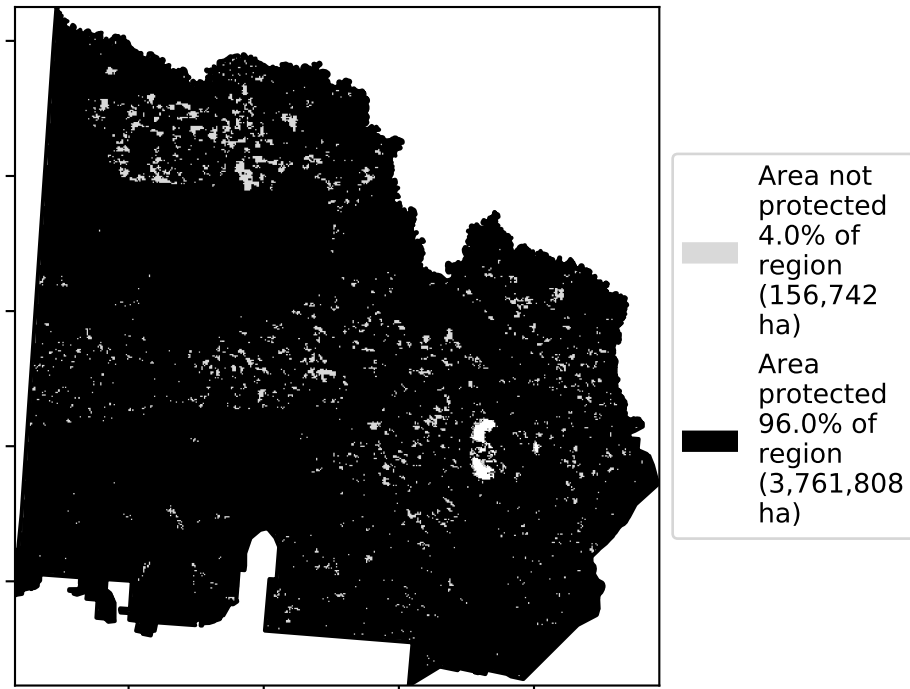 Area not
protected
4.0% of
region
(156,742
ha)
Area
protected
96.0% of
region
(3,761,808
ha)